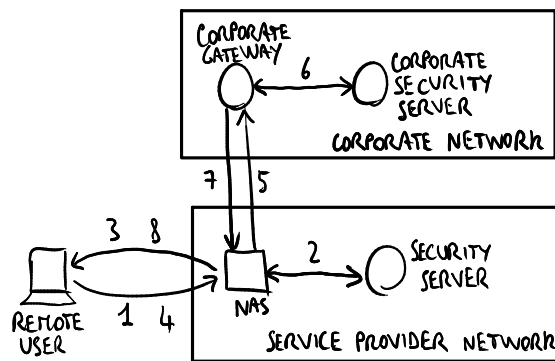 CORPORATE
GATEWAY
6
CORPORATE
SECURITY
SERVER
CORPORATE NETWORK
7 5
3 8
2
SECURITY
SERVER
NAS
1 4
REMOTE
USER
SERVICE PROVIDER NETWORK